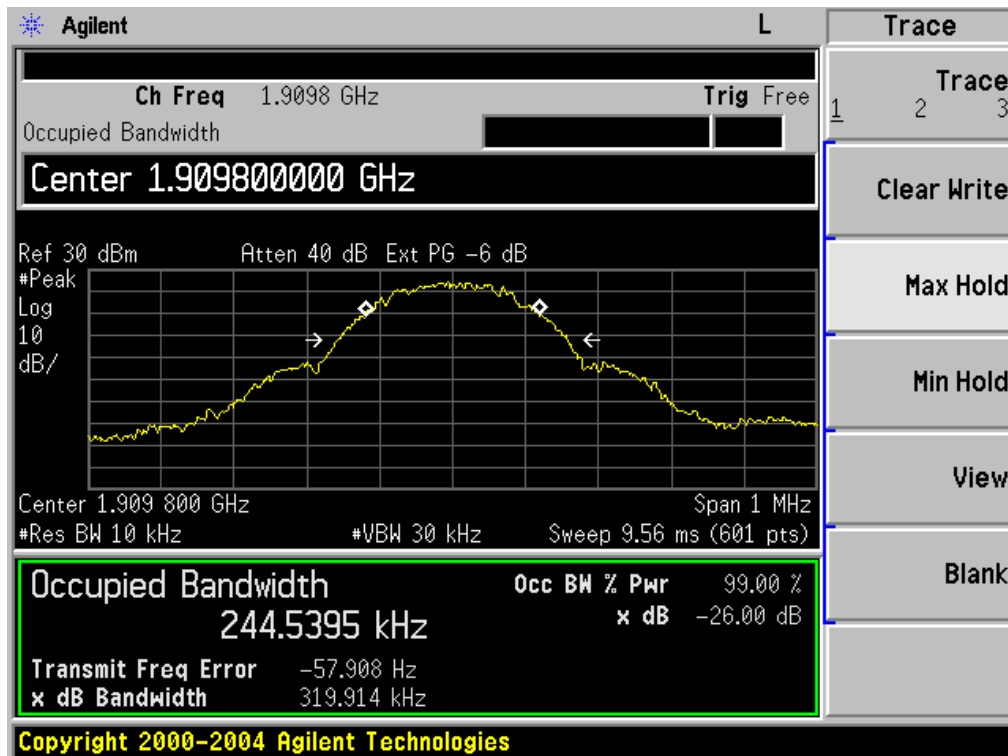 Agilent L Trace
Ch Freq 1.9098 GHz Trig Free
Occupied Bandwidth
Center 1.909800000 GHz
Ref 30 dBm Atten 40 dB Ext PG -6 dB
#Peak
Log
10
dB/
Center 1.909 800 GHz Span 1 MHz
#Res BW 10 kHz #VBW 30 kHz Sweep 9.56 ms (601 pts)
Occupied Bandwidth Occ BW % Pwr 99.00 %
244.5395 kHz x dB -26.00 dB
Transmit Freq Error -57.908 Hz
x dB Bandwidth 319.914 kHz
Trace
1 2 3
Clear Write
Max Hold
Min Hold
View
Blank
Copyright 2000-2004 Agilent Technologies